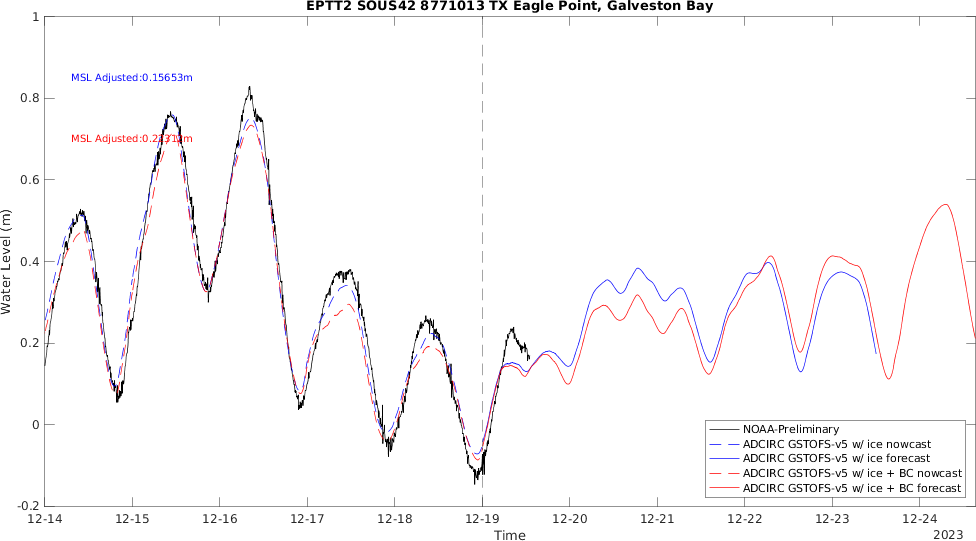 EPTT2 SOUS42 8771013 TX Eagle Point, Galveston Bay
Water Level (m)
1
0.8
0.6
0.4
0.2
0
-0.2
MSL Adjusted:0.15653m
MSL Adjusted:
NOAA-Preliminary
ADCIRC GSTOFS-v5 w/ ice nowcast
ADCIRC GSTOFS-v5 w/ ice forecast
ADCIRC GSTOFS-v5 w/ ice + BC nowcast
ADCIRC GSTOFS-v5 w/ ice + BC forecast
12-14 12-15 12-16 12-17 12-18 12-19 12-20 12-21 12-22 12-23 12-24
Time
2023